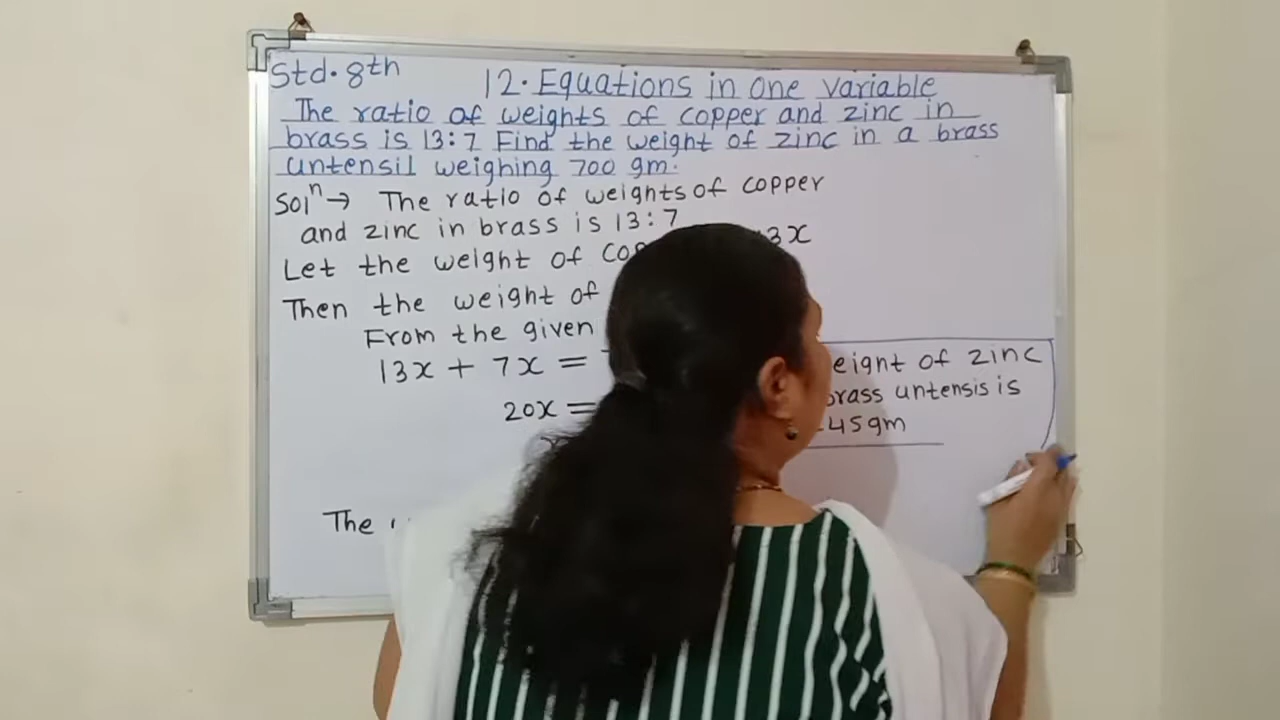 Std. 8th
12. Equations in one variable
The ratio of weights of copper and zinc in
brass is 13:7 Find the weight of zinc in a brass
untensil weighing 700 gm.
Solⁿ → The ratio of weights of copper
and zinc in brass is 13:7
Let the weight of 3x
Then the weight of
From the given
13x + 7x =
20x =
The
of zinc
brass untensis is
45gm